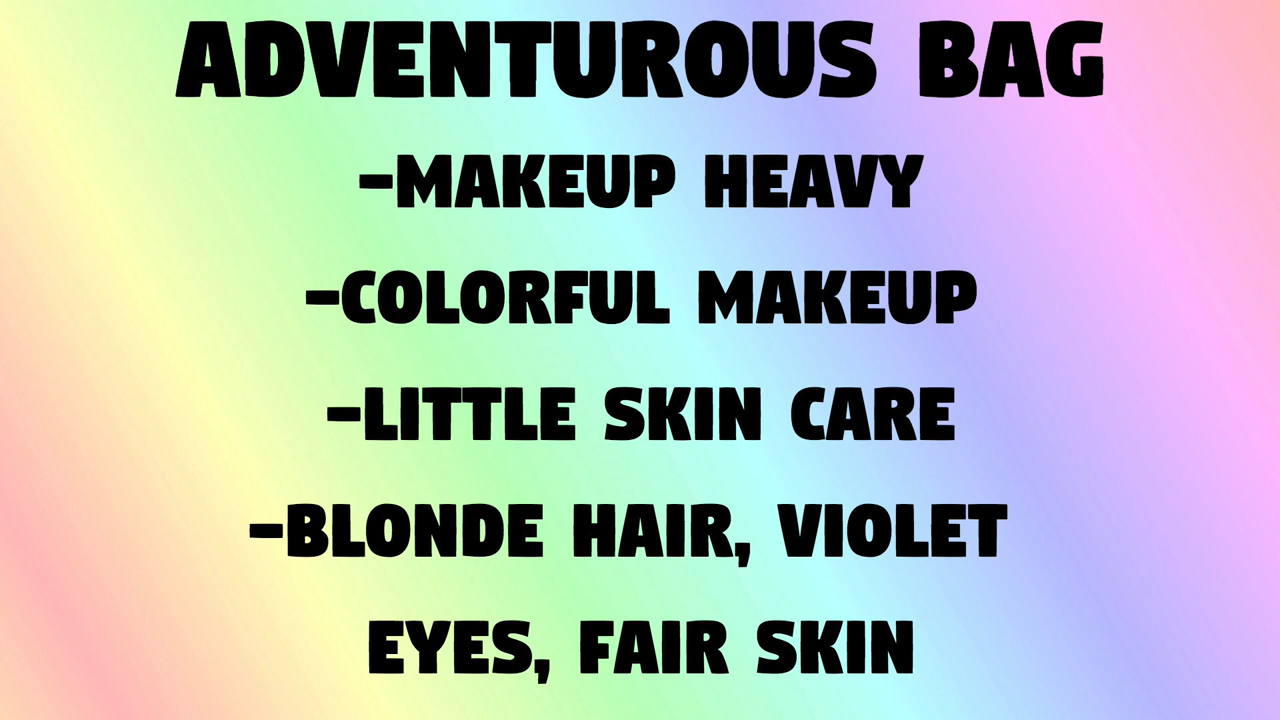 ADVENTUROUS BAG
-MAKEUP HEAVY
-COLORFUL MAKEUP
-LITTLE SKIN CARE
-BLONDE HAIR, VIOLET
EYES, FAIR SKIN